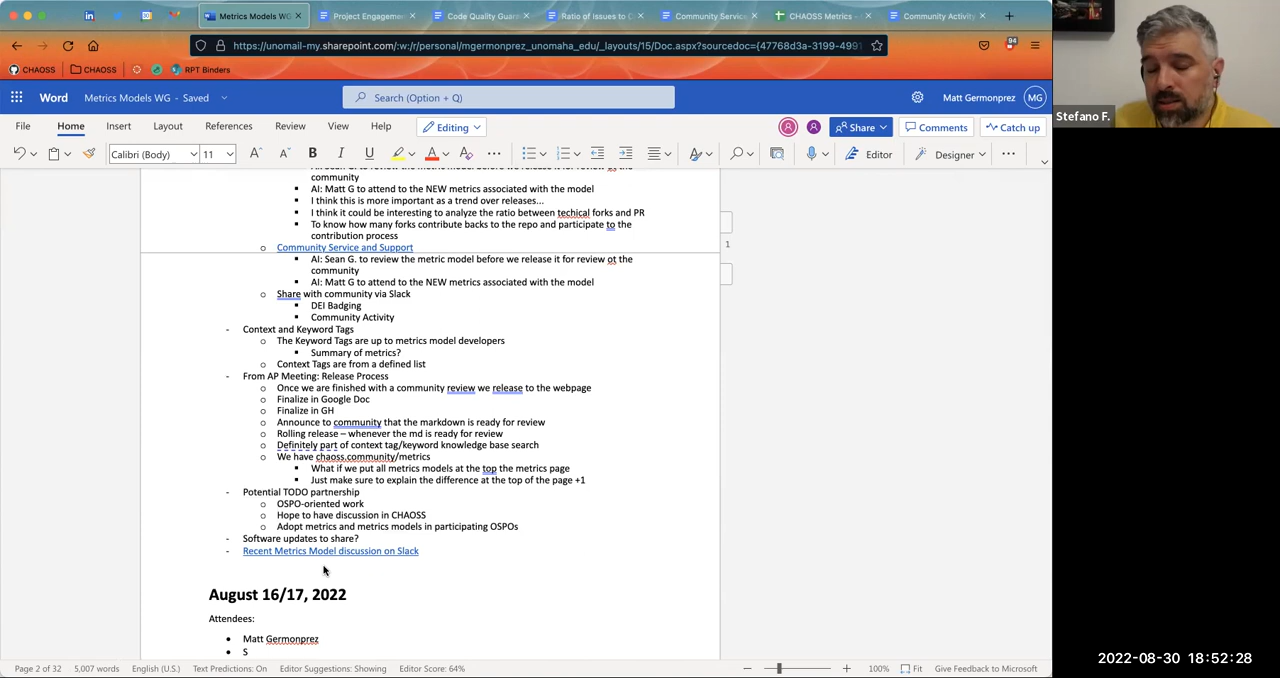 Metrics Models WG
Project Engagemen
Code Quality Guara
Ratio of Issues to C
Community Service
CHAOSS Metrics -
Community Activity
https://unomail-my.sharepoint.com/:w:/r/personal/mgermonprez_unomaha_edu/_layouts/15/Doc.aspx?sourcedoc={47768d3a-3199-4991
94
CHAOSS
CHAOSS
RPT Binders
Word
Metrics Models WG - Saved
Search (Option + Q)
Matt Germonprez
MG
Stefano F.
File
Home
Insert
Layout
References
Review
View
Help
Editing
Share
Comments
Catch up
Calibri (Body)
11
Editor
Designer
community
▪ AI: Matt G to attend to the NEW metrics associated with the model
▪ I think this is more important as a trend over releases...
▪ I think it could be interesting to analyze the ratio between techical forks and PR
▪ To know how many forks contribute backs to the repo and participate to the
contribution process
o Community Service and Support
1
▪ AI: Sean G. to review the metric model before we release it for review ot the
community
▪ AI: Matt G to attend to the NEW metrics associated with the model
o Share with community via Slack
▪ DEI Badging
▪ Community Activity
- Context and Keyword Tags
o The Keyword Tags are up to metrics model developers
▪ Summary of metrics?
o Context Tags are from a defined list
- From AP Meeting: Release Process
o Once we are finished with a community review we release to the webpage
o Finalize in Google Doc
o Finalize in GH
o Announce to community that the markdown is ready for review
o Rolling release – whenever the md is ready for review
o Definitely part of context tag/keyword knowledge base search
o We have chaoss.community/metrics
▪ What if we put all metrics models at the top the metrics page
▪ Just make sure to explain the difference at the top of the page +1
- Potential TODO partnership
o OSPO-oriented work
o Hope to have discussion in CHAOSS
o Adopt metrics and metrics models in participating OSPOs
- Software updates to share?
- Recent Metrics Model discussion on Slack
August 16/17, 2022
Attendees:
• Matt Germonprez
• S
Page 2 of 32
5,007 words
English (U.S.)
Text Predictions: On
Editor Suggestions: Showing
Editor Score: 64%
100%
Fit
Give Feedback to Microsoft
2022-08-30 18:52:28